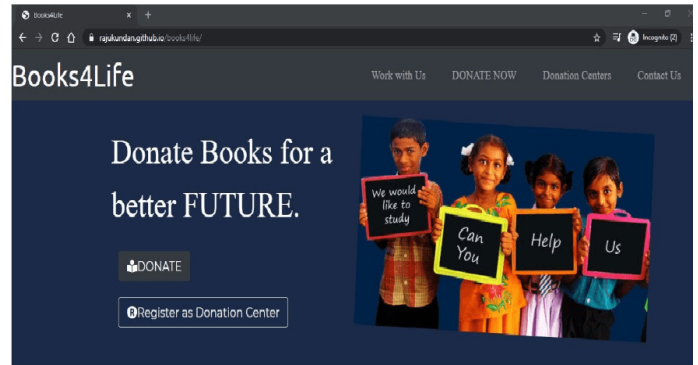 Books4Life
rajukundan.github.io/books4life/
Incognito (2)
Books4Life
Work with Us
DONATE NOW
Donation Centers
Contact Us
Donate Books for a
better FUTURE.
DONATE
Register as Donation Center
We would
like to
study
Can
You
Help
Us